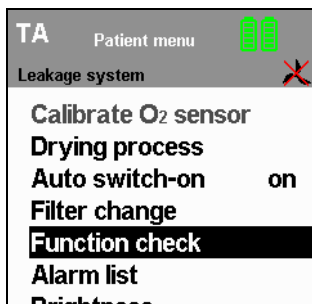 TA Patient menu
Leakage system
Calibrate O2 sensor
Drying process
Auto switch-on on
Filter change
Function check
Alarm list
Brightness